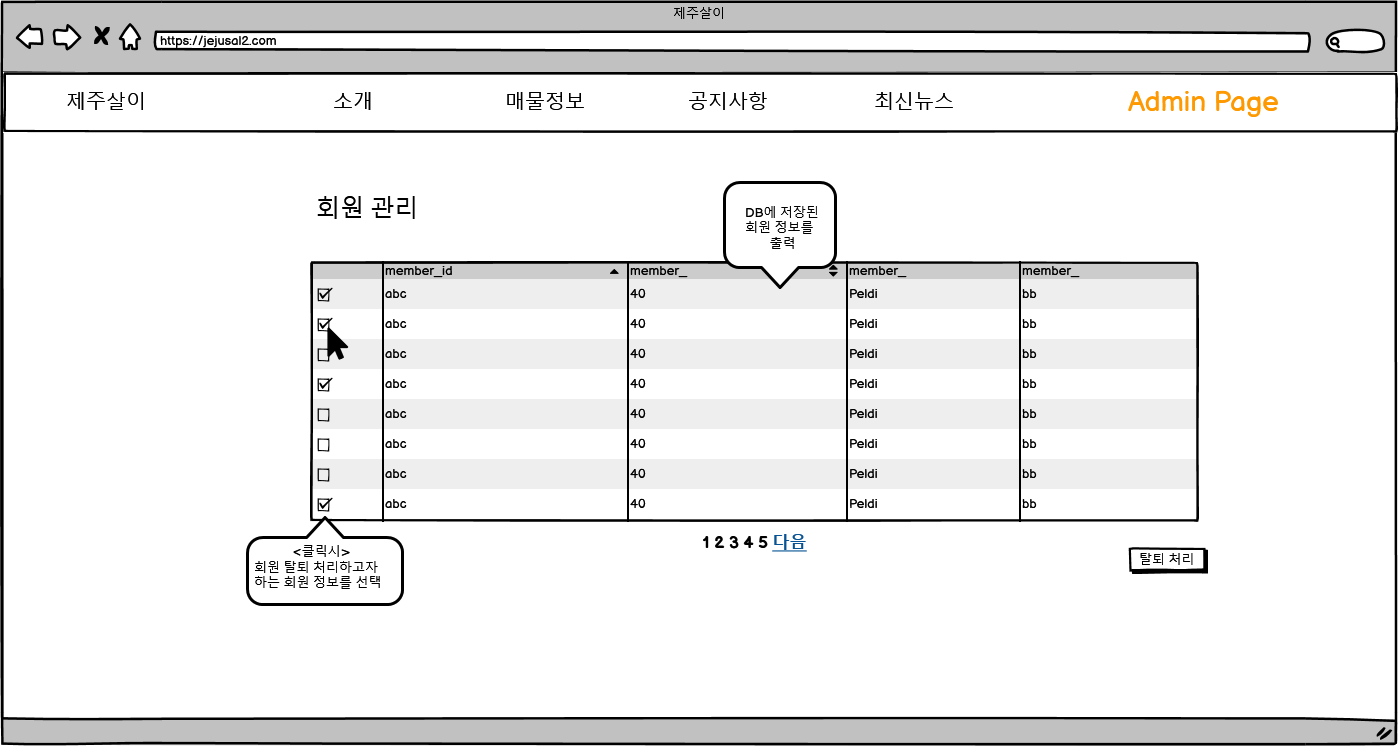 제주살이
https://jejusal2.com
제주살이 소개 매물정보 공지사항 최신뉴스 Admin Page
회원 관리
DB에 저장된
회원 정보를
출력
member_id member_ member_ member_
abc 40 Peldi bb
abc 40 Peldi bb
abc 40 Peldi bb
abc 40 Peldi bb
abc 40 Peldi bb
abc 40 Peldi bb
abc 40 Peldi bb
abc 40 Peldi bb
1 2 3 4 5 다음
<클릭시>
회원 탈퇴 처리하고자
하는 회원 정보를 선택
탈퇴 처리